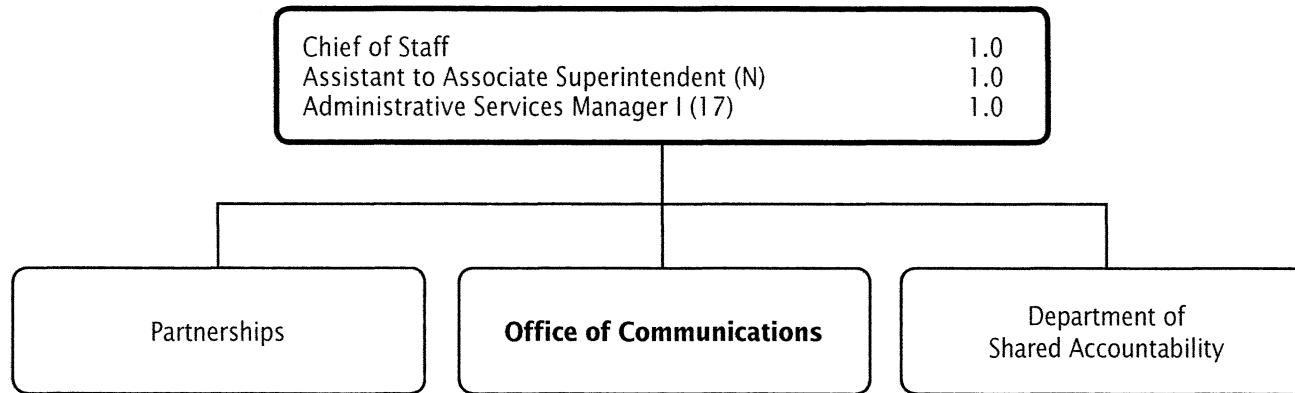 Chief of Staff 1.0
Assistant to Associate Superintendent (N) 1.0
Administrative Services Manager I (17) 1.0
Partnerships
Office of Communications
Department of
Shared Accountability